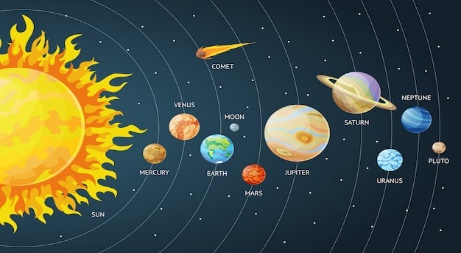 COMET
VENUS
MOON
NEPTUNE
SATURN
MERCURY
EARTH
MARS
JUPITER
URANUS
PLUTO
SUN